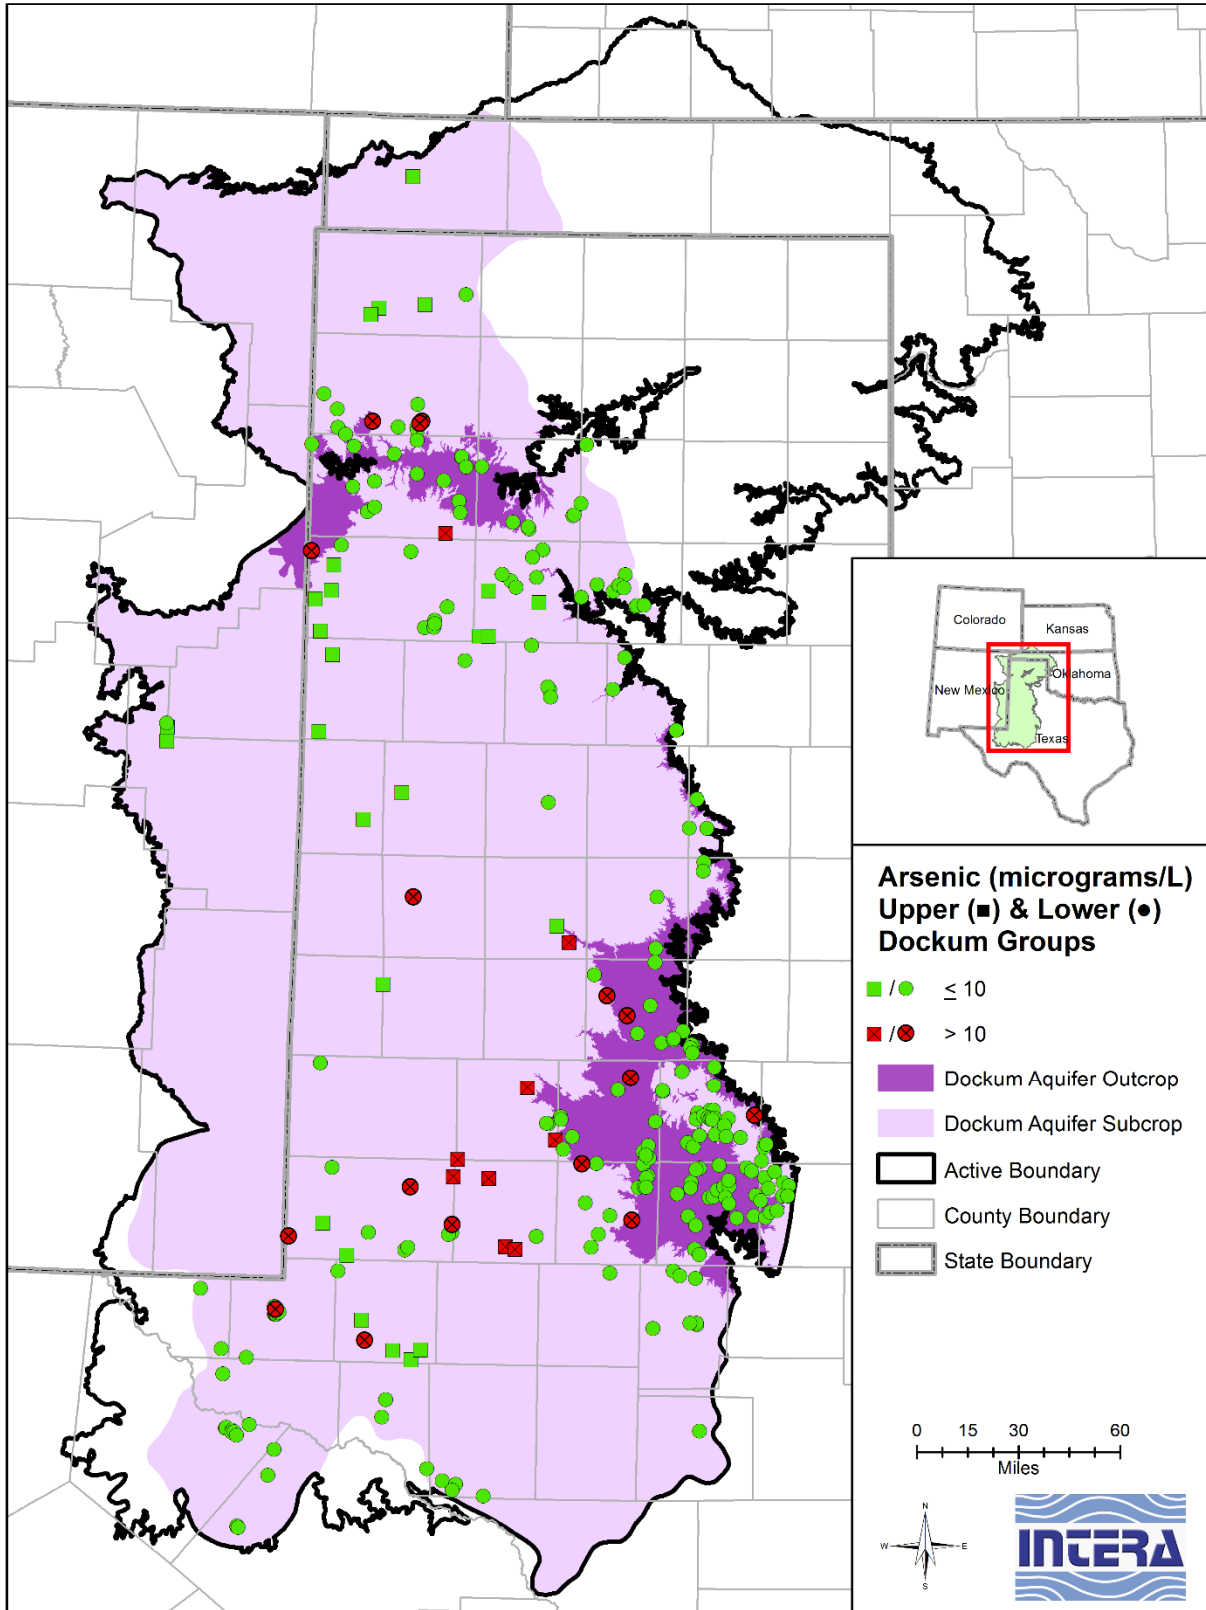 Colorado
Kansas
New Mexico
Oklahoma
Texas
Arsenic (micrograms/L)
Upper (■) & Lower (●)
Dockum Groups
/ ≤ 10
/ > 10
Dockum Aquifer Outcrop
Dockum Aquifer Subcrop
Active Boundary
County Boundary
State Boundary
0 15 30 60
Miles
N
W E
S
INTERA